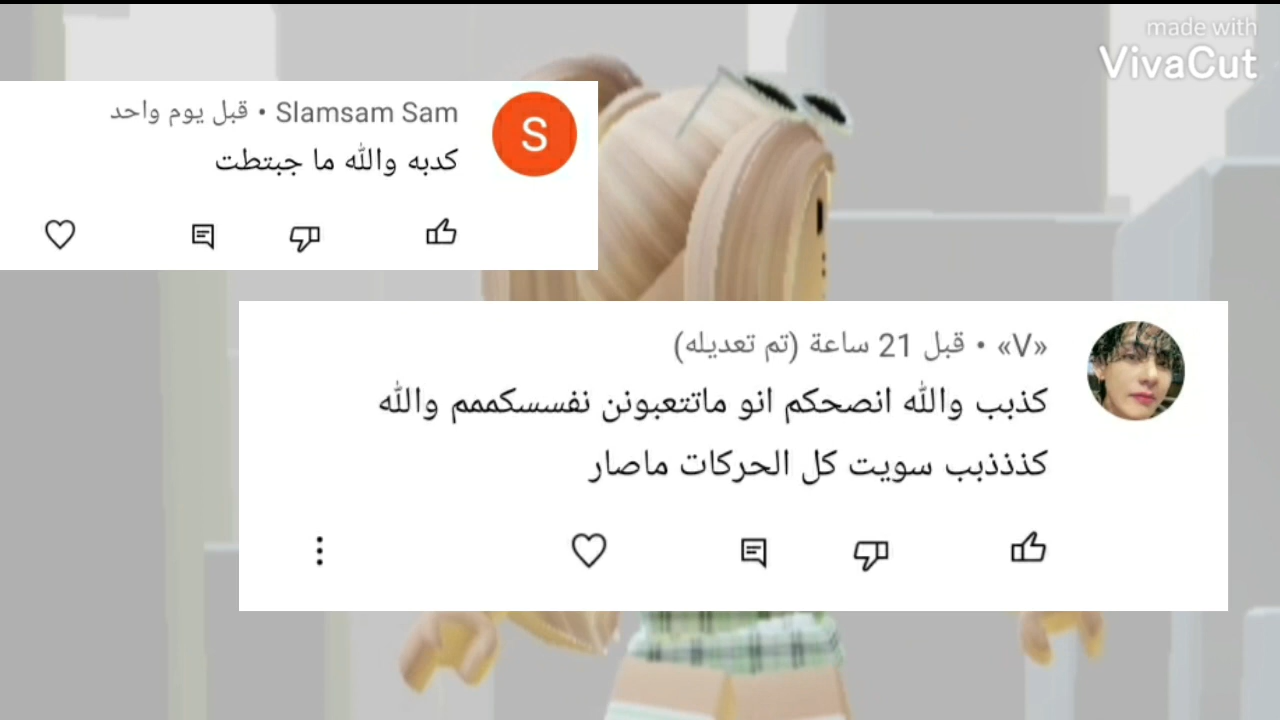 made with
VivaCut
Slamsam Sam • قبل يوم واحد
S
كدبه والله ما جبتطت
«V» • قبل 21 ساعة (تم تعديله)
كذبب والله انصحكم انو ماتتعبونن نفسسكممم والله
كذذذبب سويت كل الحركات ماصار